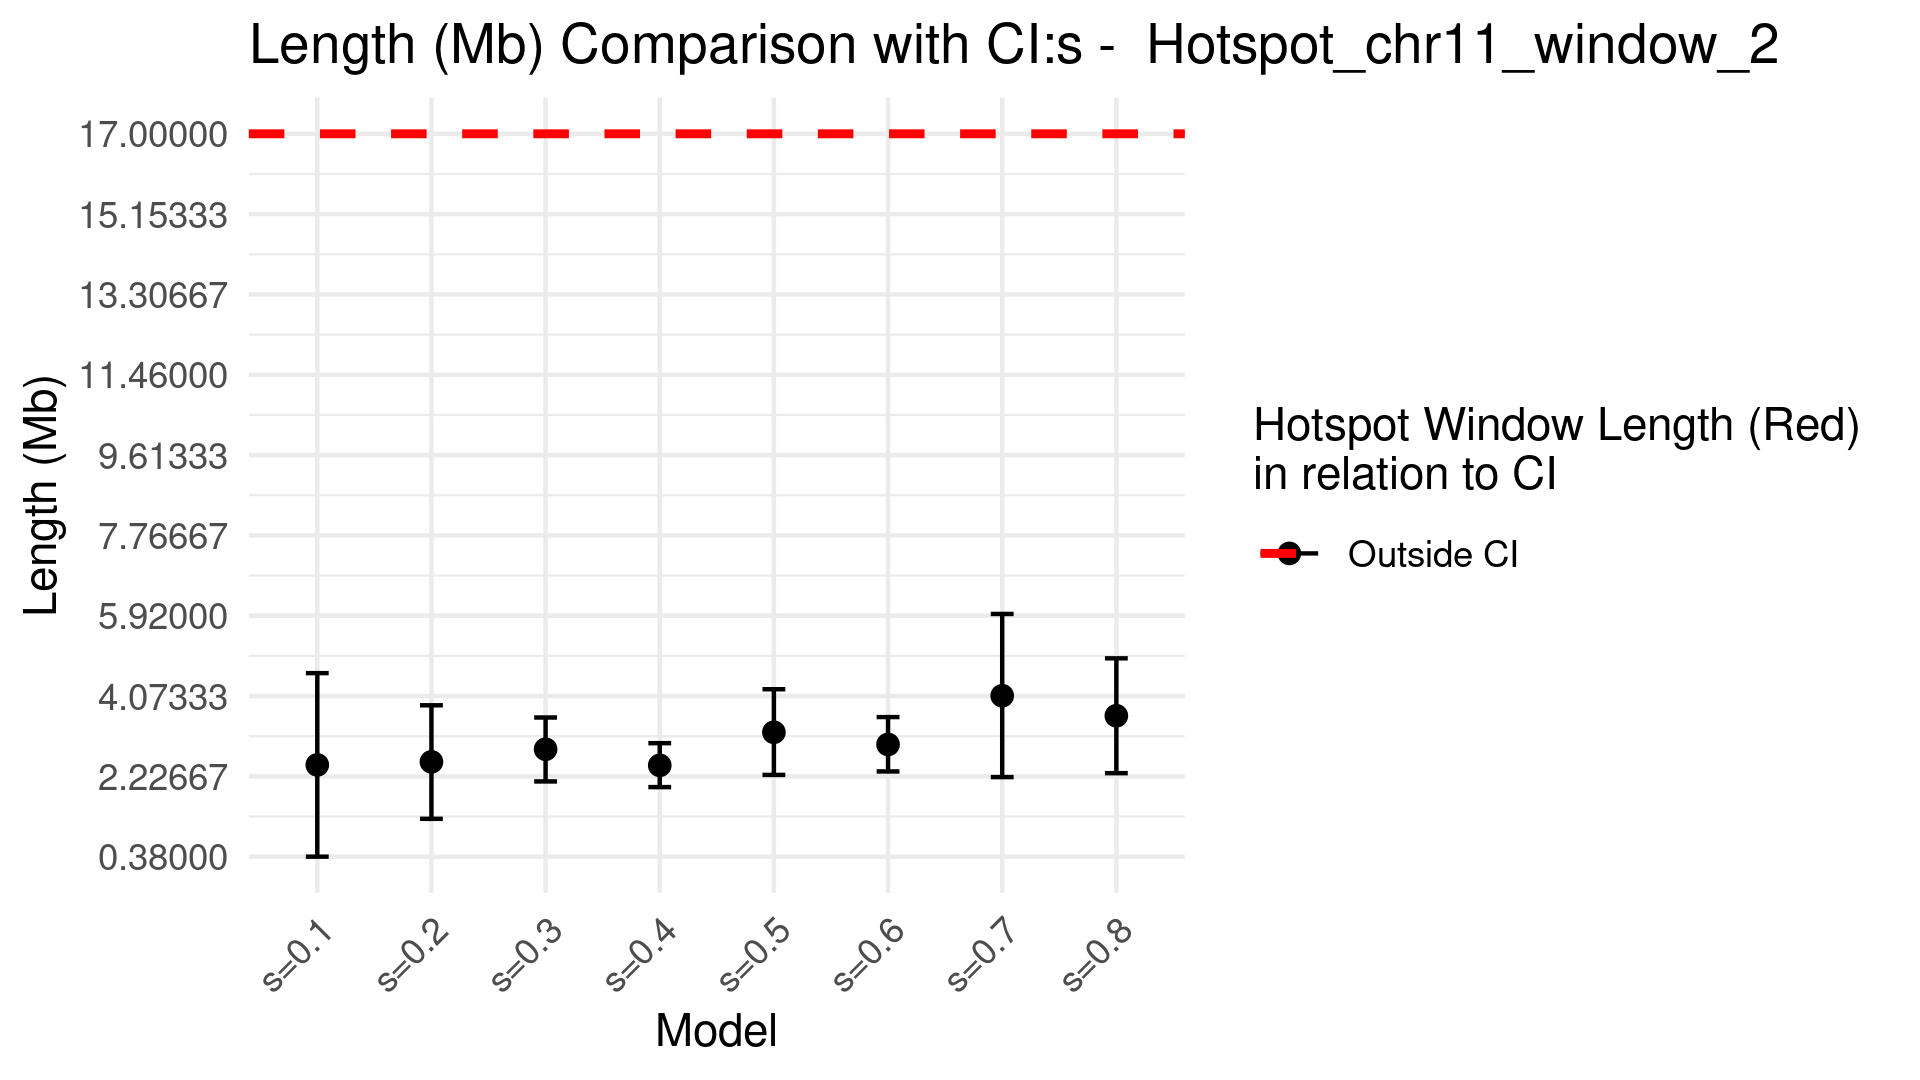 Length (Mb) Comparison with CI:s -  Hotspot_chr11_window_2
Length (Mb)
17.00000
15.15333
13.30667
11.46000
9.61333
7.76667
5.92000
4.07333
2.22667
0.38000
s=0.1
s=0.2
s=0.3
s=0.4
s=0.5
s=0.6
s=0.7
s=0.8
Model
Hotspot Window Length (Red)
in relation to CI
Outside CI